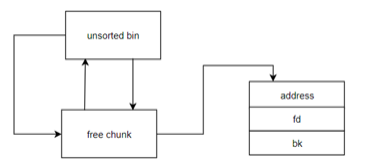 unsorted bin
free chunk
address
fd
bk